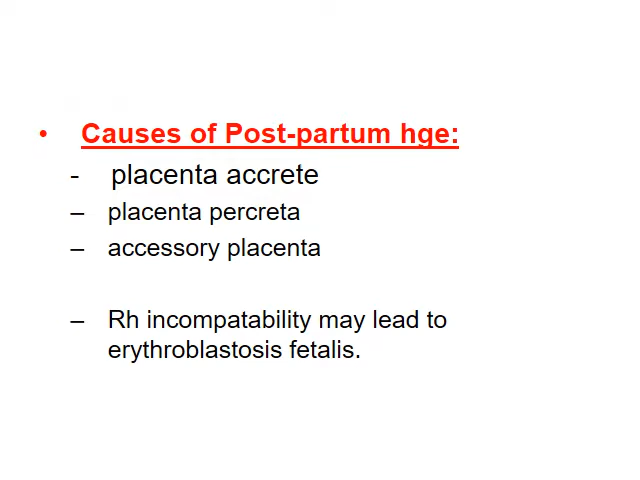 • Causes of Post-partum hge:
- placenta accrete
– placenta percreta
– accessory placenta
– Rh incompatability may lead to
erythroblastosis fetalis.